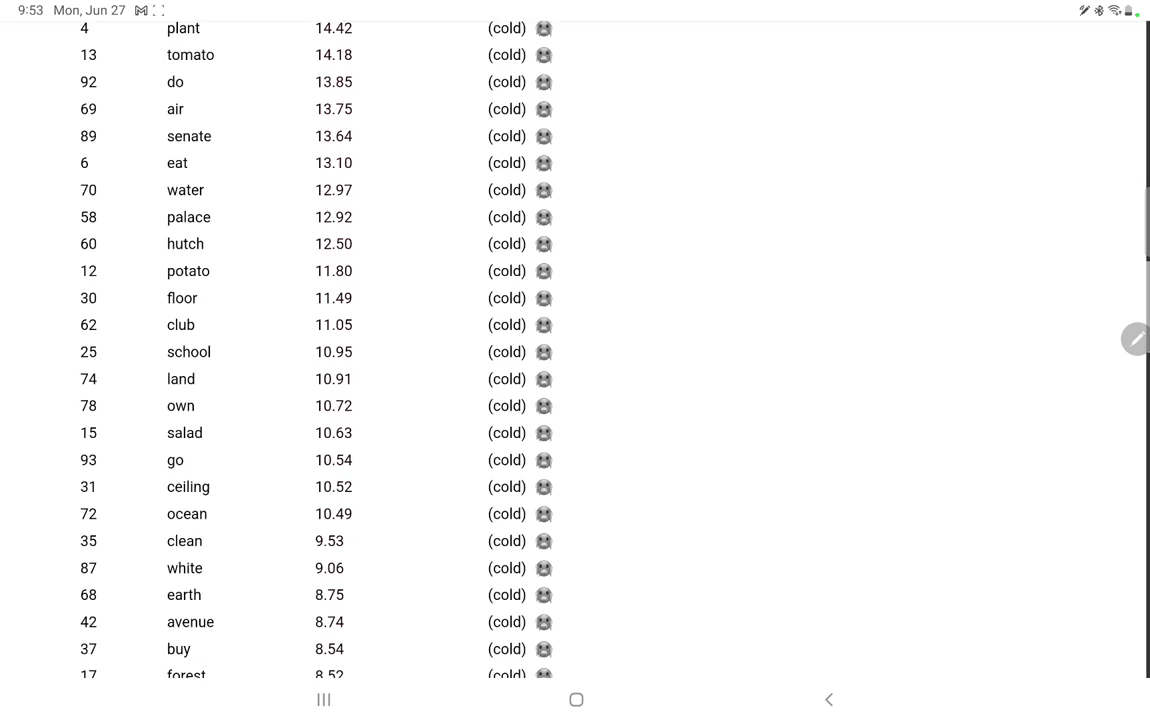 9:53 Mon, Jun 27
4 plant 14.42 (cold)
13 tomato 14.18 (cold)
92 do 13.85 (cold)
69 air 13.75 (cold)
89 senate 13.64 (cold)
6 eat 13.10 (cold)
70 water 12.97 (cold)
58 palace 12.92 (cold)
60 hutch 12.50 (cold)
12 potato 11.80 (cold)
30 floor 11.49 (cold)
62 club 11.05 (cold)
25 school 10.95 (cold)
74 land 10.91 (cold)
78 own 10.72 (cold)
15 salad 10.63 (cold)
93 go 10.54 (cold)
31 ceiling 10.52 (cold)
72 ocean 10.49 (cold)
35 clean 9.53 (cold)
87 white 9.06 (cold)
68 earth 8.75 (cold)
42 avenue 8.74 (cold)
37 buy 8.54 (cold)
17 forest 8.52 (cold)